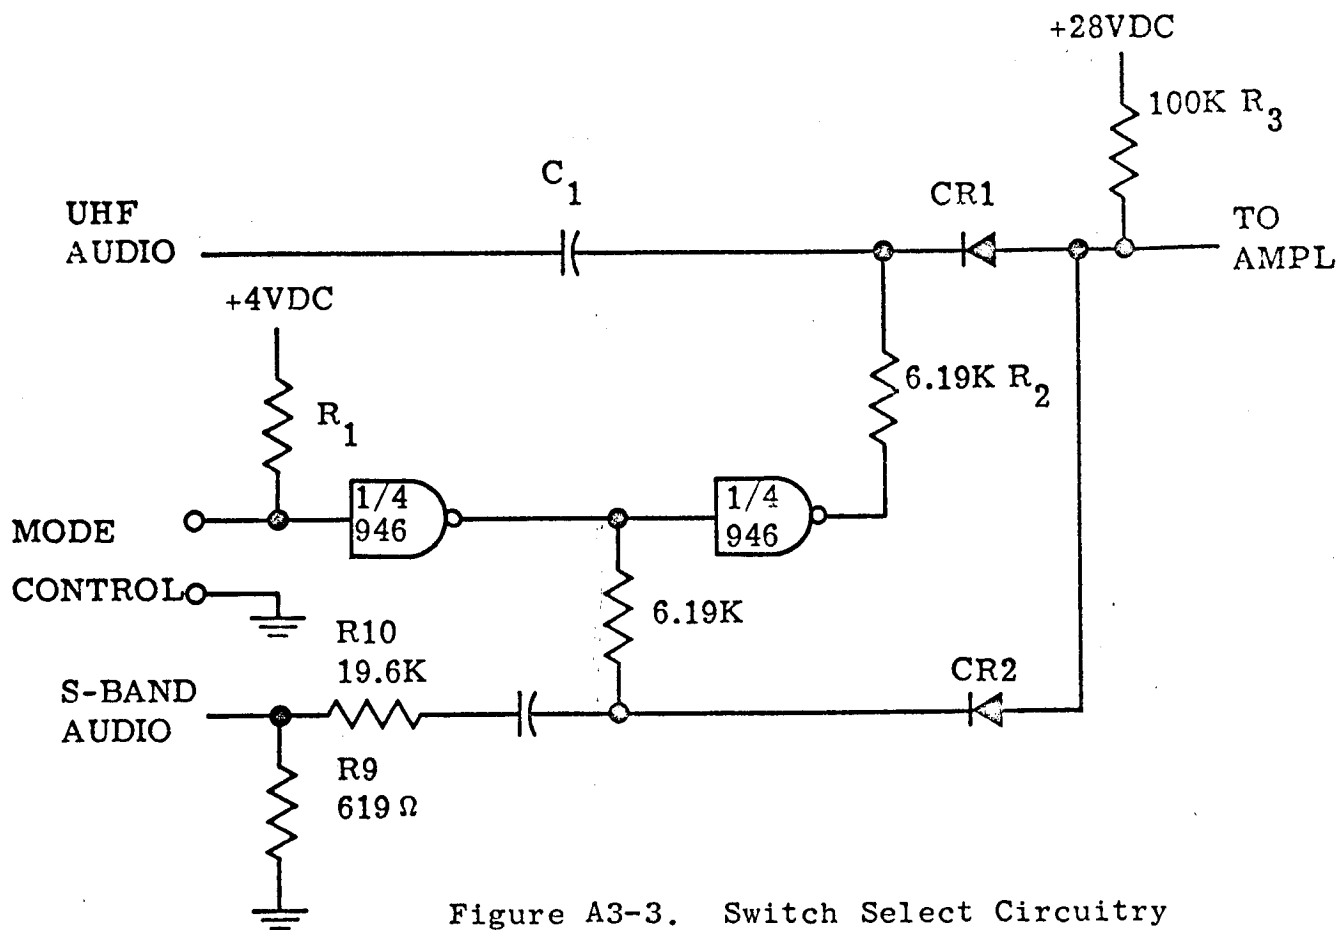 +28VDC
100K R3
C1
CR1
UHF
AUDIO
TO
AMPL
+4VDC
6.19K R2
R1
1/4
946
1/4
946
MODE
CONTROL
6.19K
R10
19.6K
CR2
S-BAND
AUDIO
R9
619 Ω
Figure A3-3. Switch Select Circuitry